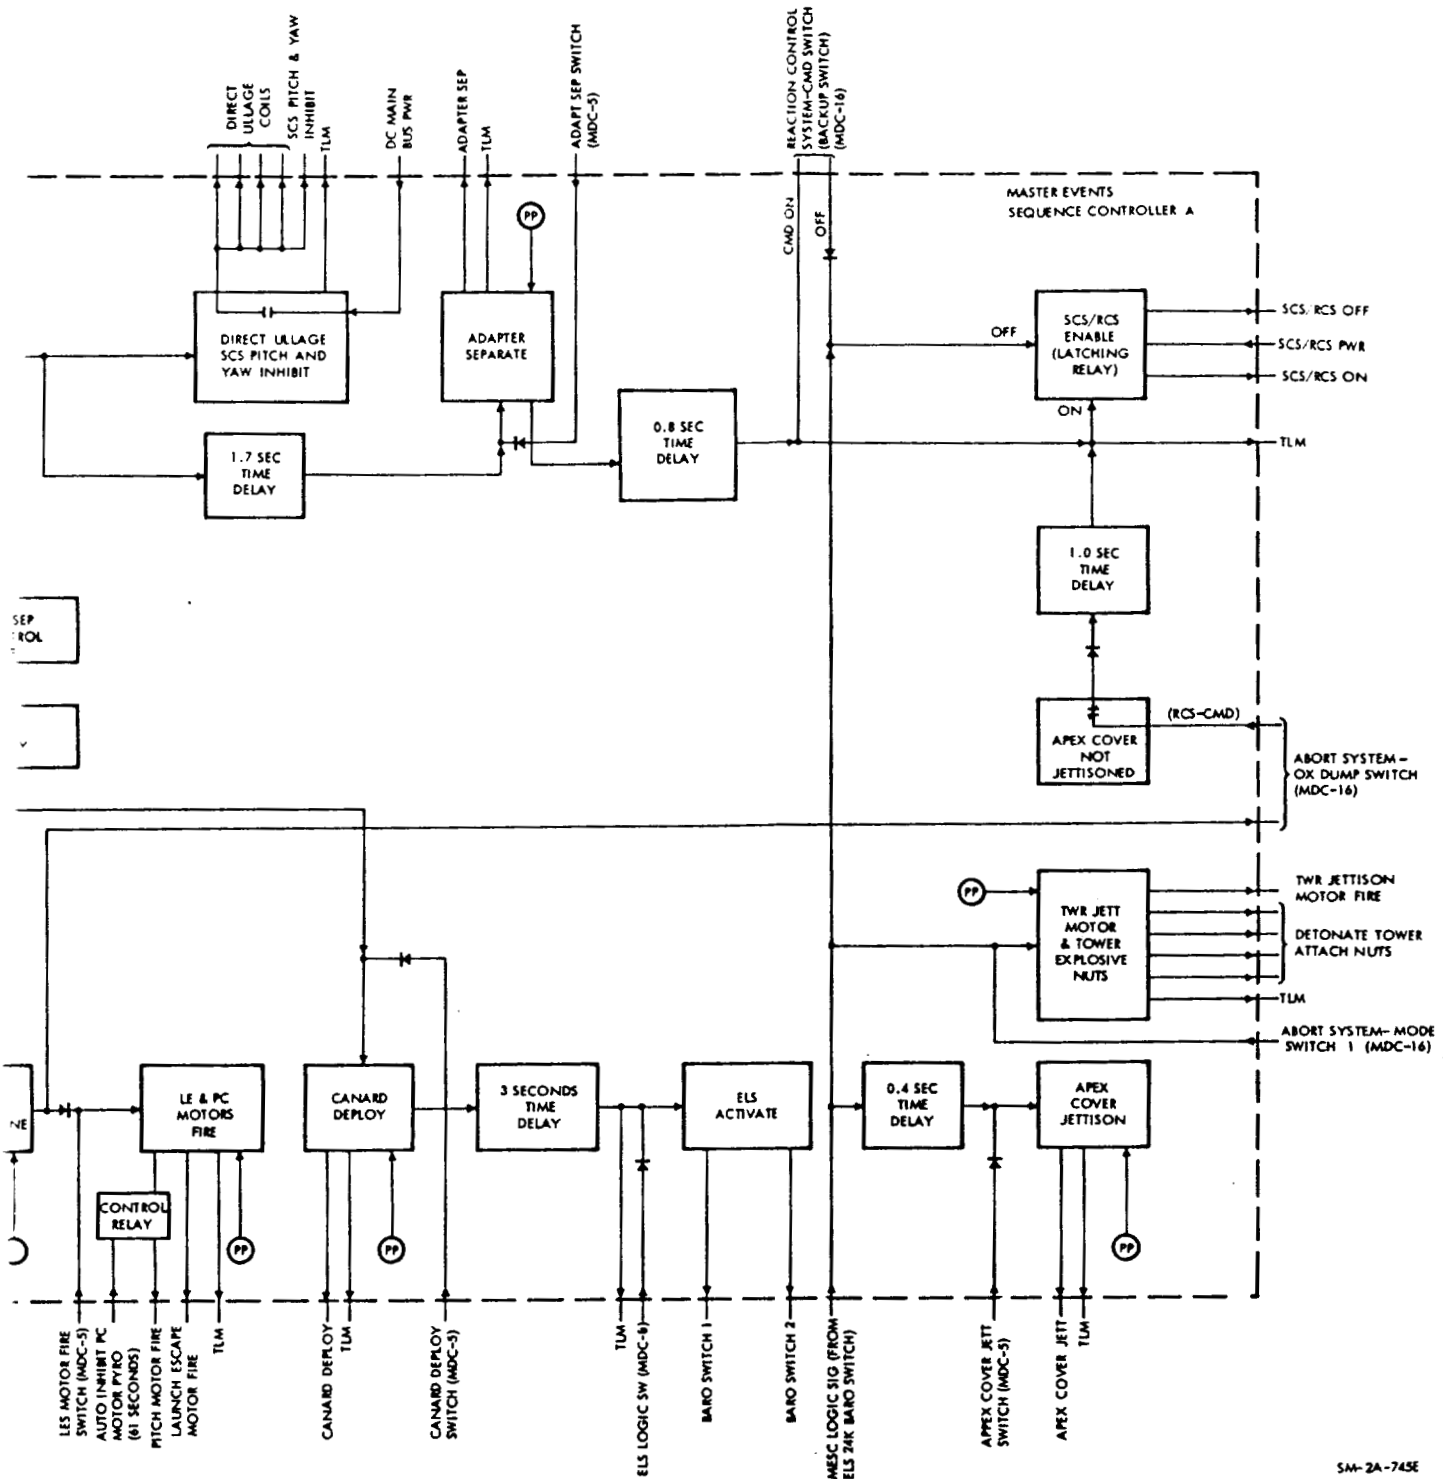 DIRECT
ULLAGE
COILS
SCS PITCH & YAW
INHIBIT
TLM
DC MAIN
BUS PWR
ADAPTER SEP
TLM
ADAPT SEP SWITCH
(MDC-5)
REACTION CONTROL
SYSTEM-CMD SWITCH
(BACKUP SWITCH)
(MDC-16)
MASTER EVENTS
SEQUENCE CONTROLLER A
PP
CMD ON
OFF
DIRECT ULLAGE
SCS PITCH AND
YAW INHIBIT
ADAPTER
SEPARATE
OFF
SCS/RCS
ENABLE
(LATCHING
RELAY)
SCS/RCS OFF
SCS/RCS PWR
SCS/RCS ON
ON
1.7 SEC
TIME
DELAY
0.8 SEC
TIME
DELAY
TLM
1.0 SEC
TIME
DELAY
SEP
ROL
(RCS-CMD)
APEX COVER
NOT
JETTISONED
ABORT SYSTEM-
OX DUMP SWITCH
(MDC-16)
PP
TWR JETT
MOTOR
& TOWER
EXPLOSIVE
NUTS
TWR JETTISON
MOTOR FIRE
DETONATE TOWER
ATTACH NUTS
TLM
ABORT SYSTEM-MODE
SWITCH 1 (MDC-16)
NE
LE & PC
MOTORS
FIRE
CANARD
DEPLOY
3 SECONDS
TIME
DELAY
ELS
ACTIVATE
0.4 SEC
TIME
DELAY
APEX
COVER
JETTISON
CONTROL
RELAY
PP
PP
PP
LES MOTOR FIRE
SWITCH (MDC-5)
AUTO INHIBIT PC
MOTOR PYRO
(61 SECONDS)
PITCH MOTOR FIRE
LAUNCH ESCAPE
MOTOR FIRE
TLM
CANARD DEPLOY
TLM
CANARD DEPLOY
SWITCH (MDC-5)
TLM
ELS LOGIC SW (MDC-8)
BARO SWITCH 1
BARO SWITCH 2
MESC LOGIC SIG (FROM
ELS 24K BARO SWITCH)
APPEX COVER JETT
SWITCH (MDC-5)
APEX COVER JETT
TLM
SM-2A-745E